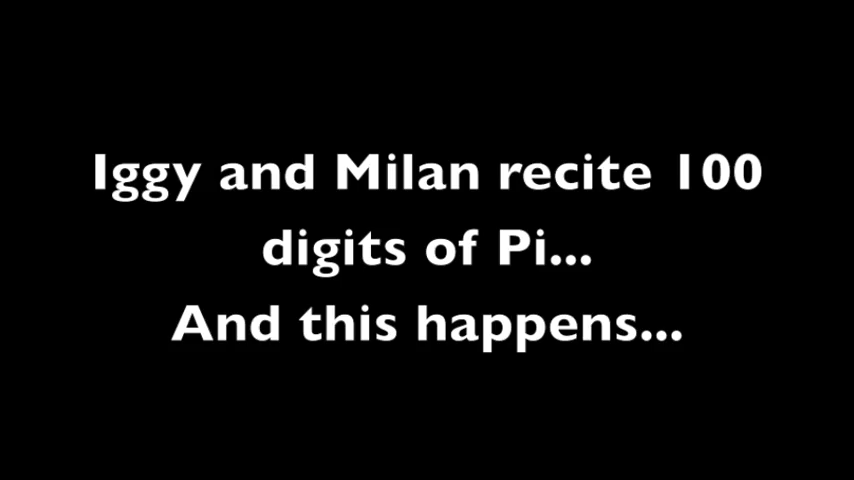 Iggy and Milan recite 100
digits of Pi...
And this happens...